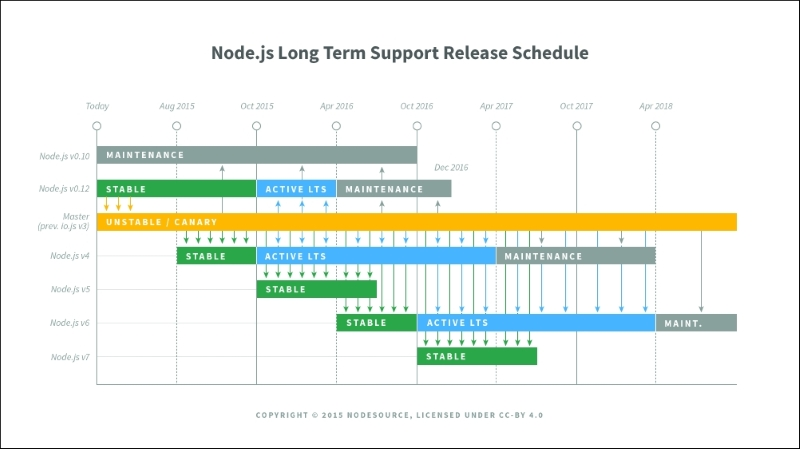 Node.js Long Term Support Release Schedule
Today Aug 2015 Oct 2015 Apr 2016 Oct 2016 Apr 2017 Oct 2017 Apr 2018
Node.js v0.10 MAINTENANCE
Dec 2016
Node.js v0.12 STABLE ACTIVE LTS MAINTENANCE
Master
(prev. io.js v3) UNSTABLE / CANARY
Node.js v4 STABLE ACTIVE LTS MAINTENANCE
Node.js v5 STABLE
Node.js v6 STABLE ACTIVE LTS MAINT.
Node.js v7 STABLE
COPYRIGHT © 2015 NODESOURCE, LICENSED UNDER CC-BY 4.0